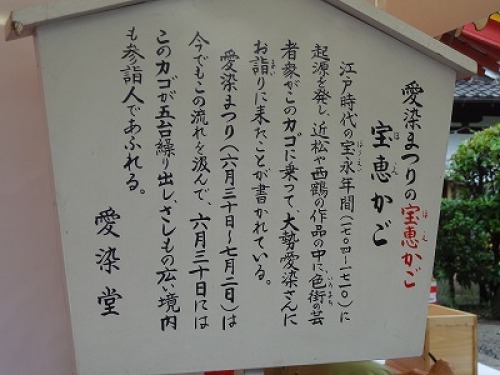 愛染まつりの宝恵かご
宝恵かご
江戸時代の宝永年間(一七〇四~一七一〇)に
起源を発し、近松や西鶴の作品の中に色街の芸
者衆がこのカゴに乗って、大勢愛染さんに
お詣りに来たことが書かれている。
愛染まつり(六月三十日~七月二日)は
今でもこの流れを汲んで、六月三十日には
このカゴが五台繰り出し、さしもの広い境内
も参詣人であふれる。
愛染堂